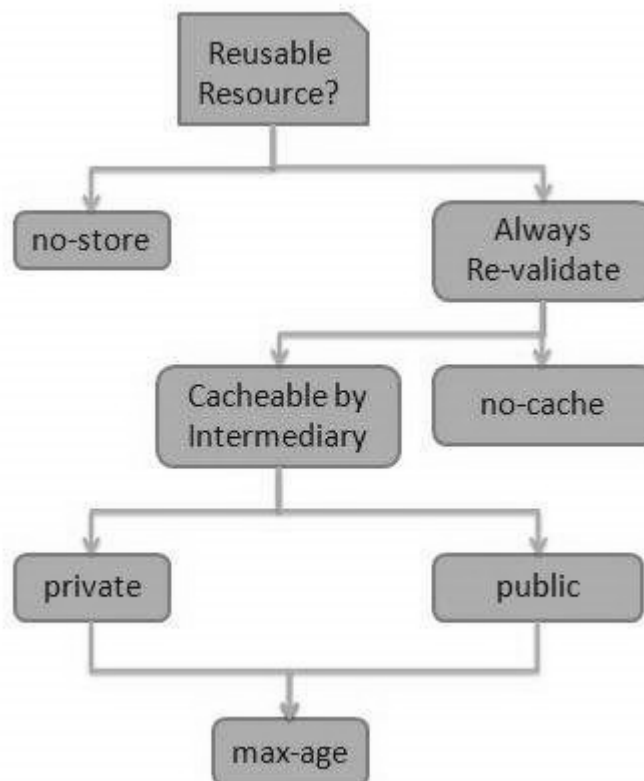 Reusable
Resource?
no-store
Always
Re-validate
Cacheable by
Intermediary
no-cache
private
public
max-age